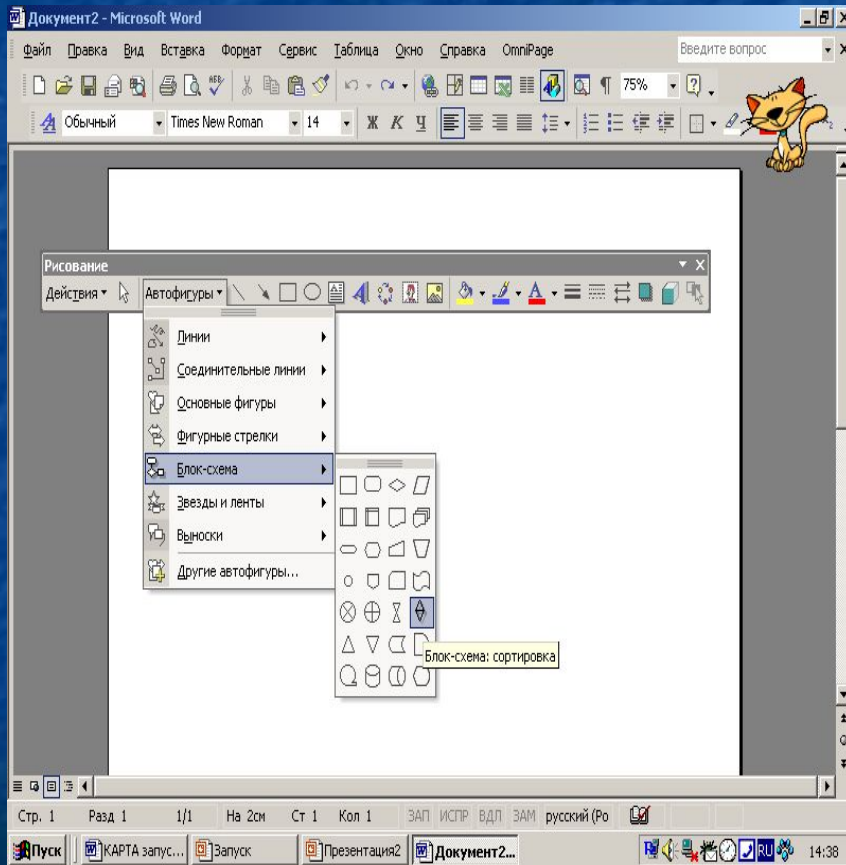 Документ2 - Microsoft Word
Файл Правка Вид Вставка Формат Сервис Таблица Окно Справка OmniPage Введите вопрос
75%
Обычный Times New Roman 14 Ж К Ч
Рисование
Действия Автофигуры
Линии
Соединительные линии
Основные фигуры
Фигурные стрелки
Блок-схема
Звезды и ленты
Выноски
Другие автофигуры...
Блок-схема: сортировка
Стр. 1 Разд 1 1/1 На 2см Ст 1 Кол 1 ЗАП ИСПР ВДЛ ЗАМ русский (Ро
Пуск КАРТА запус... Запуск Презентация2 Документ2... RU 14:38